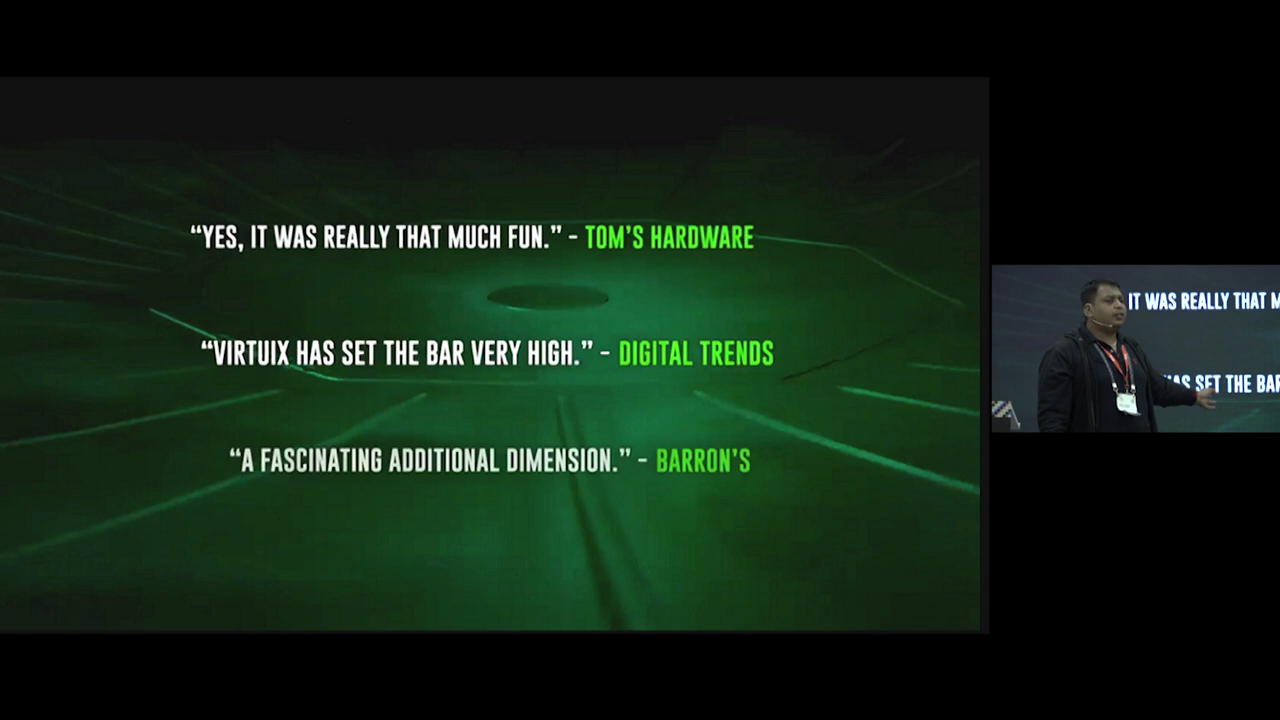 “YES, IT WAS REALLY THAT MUCH FUN.” - TOM’S HARDWARE
“VIRTUIX HAS SET THE BAR VERY HIGH.” - DIGITAL TRENDS
“A FASCINATING ADDITIONAL DIMENSION.” - BARRON’S
IT WAS REALLY THAT M
HAS SET THE BAR